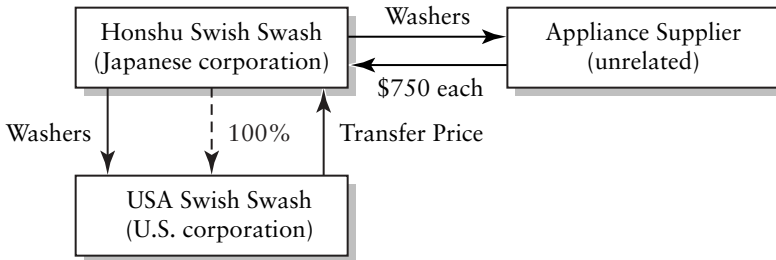 Honshu Swish Swash
(Japanese corporation)
Washers
Appliance Supplier
(unrelated)
$750 each
Washers
100%
Transfer Price
USA Swish Swash
(U.S. corporation)